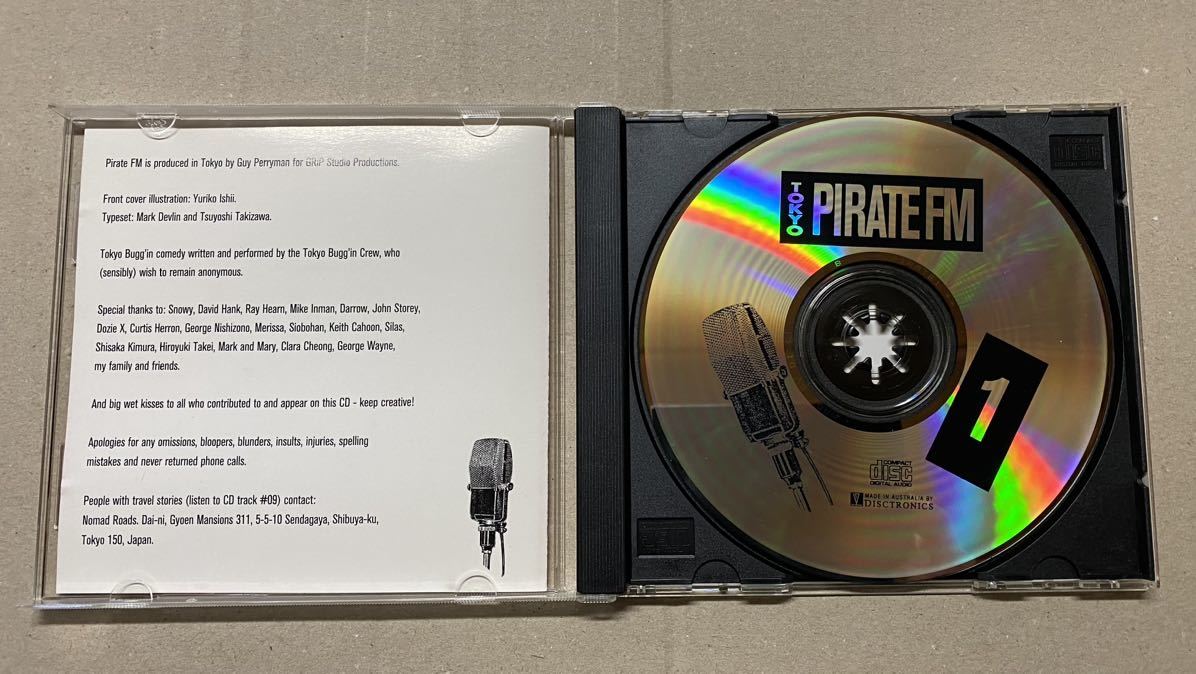 Pirate FM is produced in Tokyo by Guy Perryman for GRiP Studio Productions.
Front cover illustration: Yuriko Ishii.
Typeset: Mark Devlin and Tsuyoshi Takizawa.
Tokyo Bugg'in comedy written and performed by the Tokyo Bugg'in Crew, who
(sensibly) wish to remain anonymous.
Special thanks to: Snowy, David Hank, Ray Hearn, Mike Inman, Darrow, John Storey,
Dozie X, Curtis Herron, George Nishizono, Merissa, Siobohan, Keith Cahoon, Silas,
Shisaka Kimura, Hiroyuki Takei, Mark and Mary, Clara Cheong, George Wayne,
my family and friends.
And big wet kisses to all who contributed to and appear on this CD - keep creative!
Apologies for any omissions, bloopers, blunders, insults, injuries, spelling
mistakes and never returned phone calls.
People with travel stories (listen to CD track #09) contact:
Nomad Roads. Dai-ni, Gyoen Mansions 311, 5-5-10 Sendagaya, Shibuya-ku,
Tokyo 150, Japan.
TOKYO
PIRATE FM
1
COMPACT
disc
DIGITAL AUDIO
MADE IN AUSTRALIA BY
DISCTRONICS